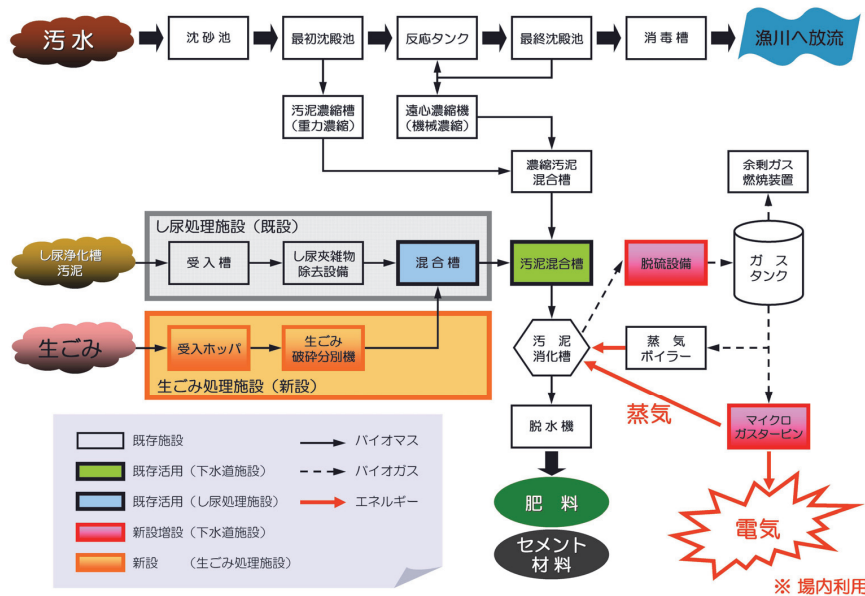 汚水
沈砂池
最初沈殿池
反応タンク
最終沈殿池
消毒槽
漁川へ放流
汚泥濃縮槽
(重力濃縮)
遠心濃縮機
(機械濃縮)
濃縮汚泥
混合槽
余剰ガス
燃焼装置
し尿処理施設(既設)
し尿浄化槽
汚泥
受入槽
し尿夾雑物
除去設備
混合槽
汚泥混合槽
脱硫設備
ガス
タンク
生ごみ
受入ホッパ
生ごみ
破砕分別機
生ごみ処理施設(新設)
汚泥
消化槽
蒸気
ボイラー
蒸気
マイクロ
ガスタービン
脱水機
肥料
セメント
材料
電気
※ 場内利用
既存施設
既存活用(下水道施設)
既存活用(し尿処理施設)
新設増設(下水道施設)
新設 (生ごみ処理施設)
バイオマス
バイオガス
エネルギー